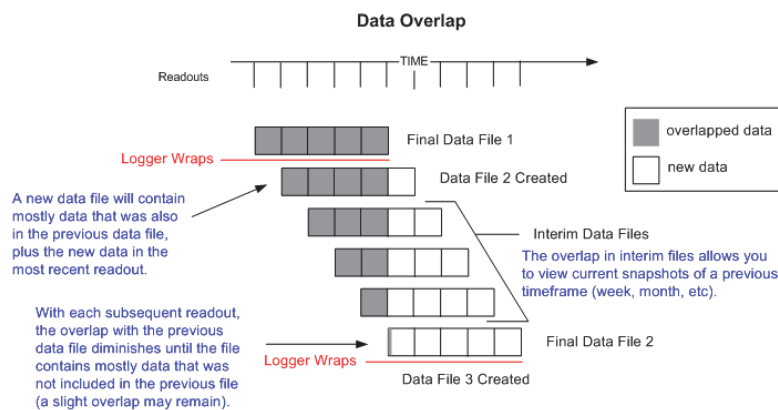 Data Overlap
TIME
Readouts
overlapped data
new data
Final Data File 1
Logger Wraps
Data File 2 Created
A new data file will contain
mostly data that was also
in the previous data file,
plus the new data in the
most recent readout.
Interim Data Files
The overlap in interim files allows you
to view current snapshots of a previous
timeframe (week, month, etc).
With each subsequent readout,
the overlap with the previous
data file diminishes until the file
contains mostly data that was
not included in the previous file
(a slight overlap may remain).
Final Data File 2
Logger Wraps
Data File 3 Created